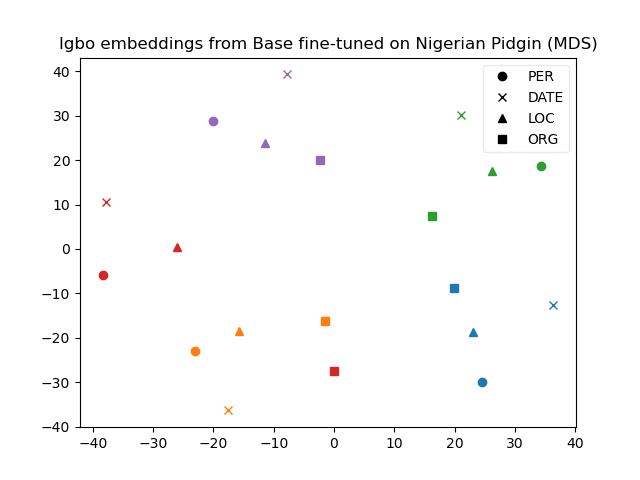 Igbo embeddings from Base fine-tuned on Nigerian Pidgin (MDS)
PER
DATE
LOC
ORG
40
30
20
10
0
−10
−20
−30
−40
−40 −30 −20 −10 0 10 20 30 40